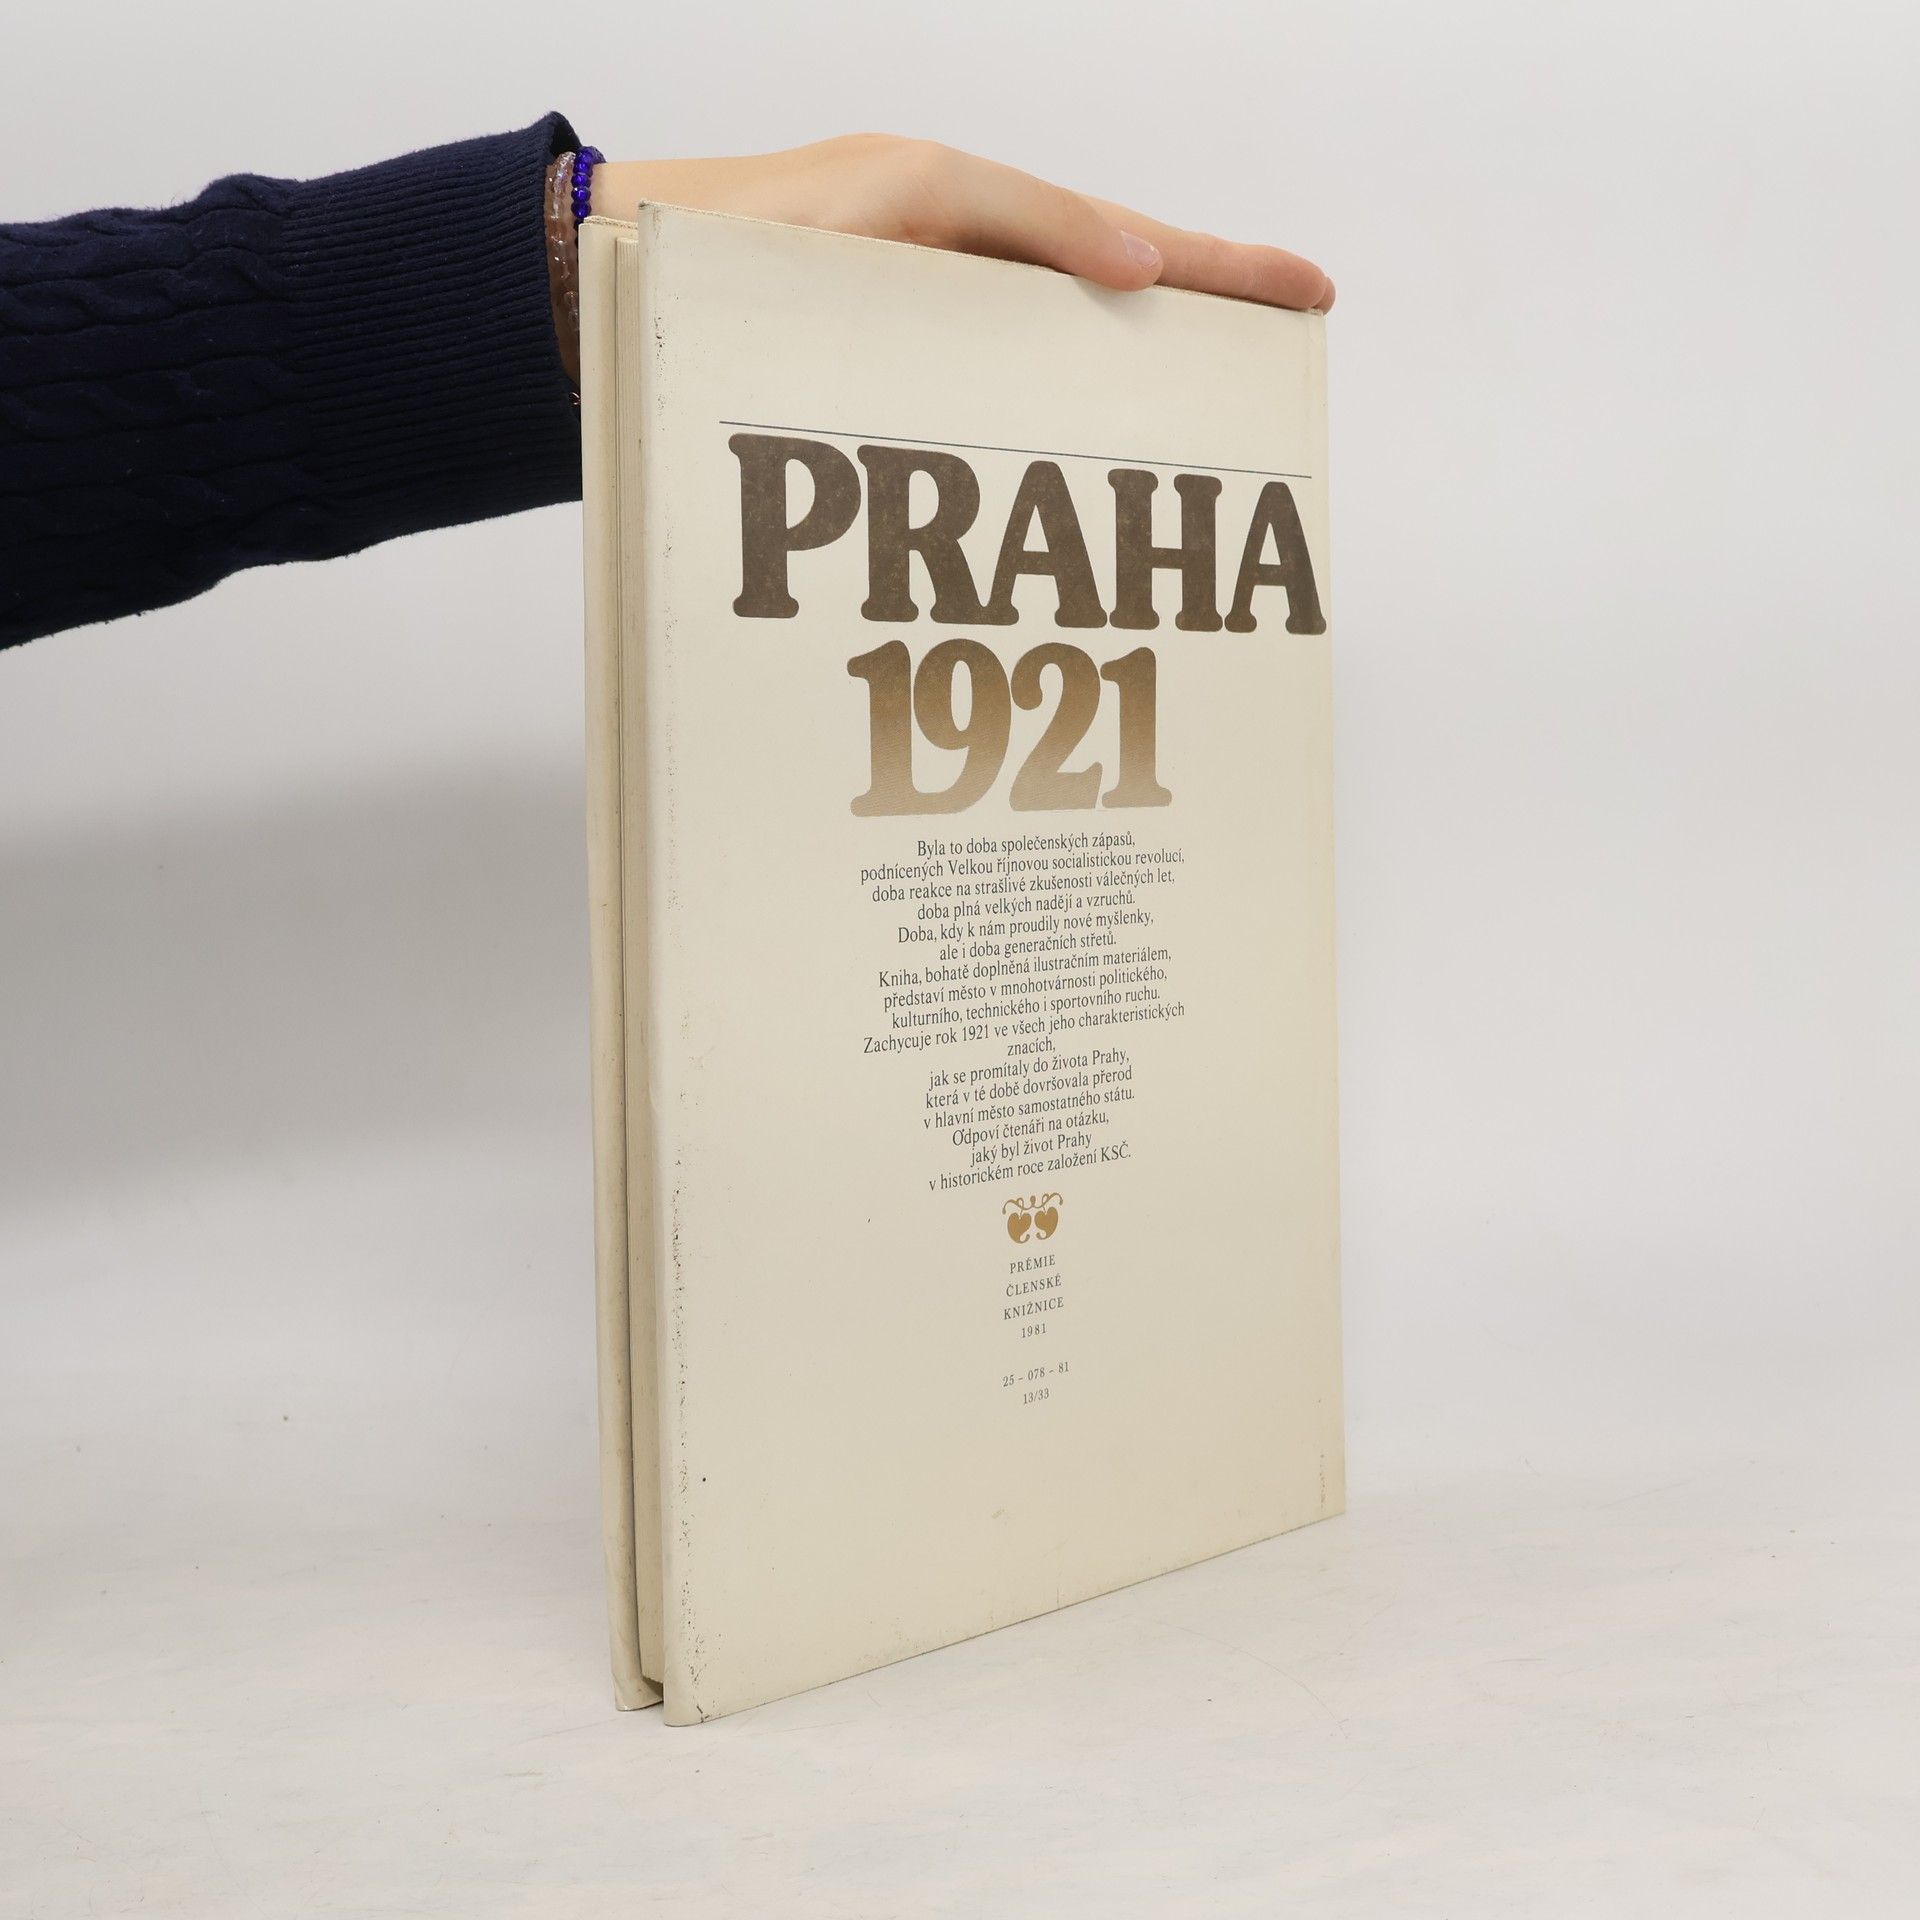 PRAHA
1921
Byla to doba společenských zápasů,
podnícených Velkou říjnovou socialistickou revolucí,
doba reakce na strašlivé zkušenosti válečných let,
doba plná velkých nadějí a vzruchů.
Doba, kdy k nám proudily nové myšlenky,
ale i doba generačních střetů.
Kniha, bohatě doplněná ilustračním materiálem,
představí město v mnohotvárnosti politického,
kulturního, technického i sportovního ruchu.
Zachycuje rok 1921 ve všech jeho charakteristických
znacích,
jak se promítaly do života Prahy,
která v té době dovršovala přerod
v hlavní město samostatného státu.
Odpoví čtenáři na otázku,
jaký byl život Prahy
v historickém roce založení KSČ.
PRÉMIE
ČLENSKÉ
KNIŽNICE
1981
25 – 078 – 81
13/33